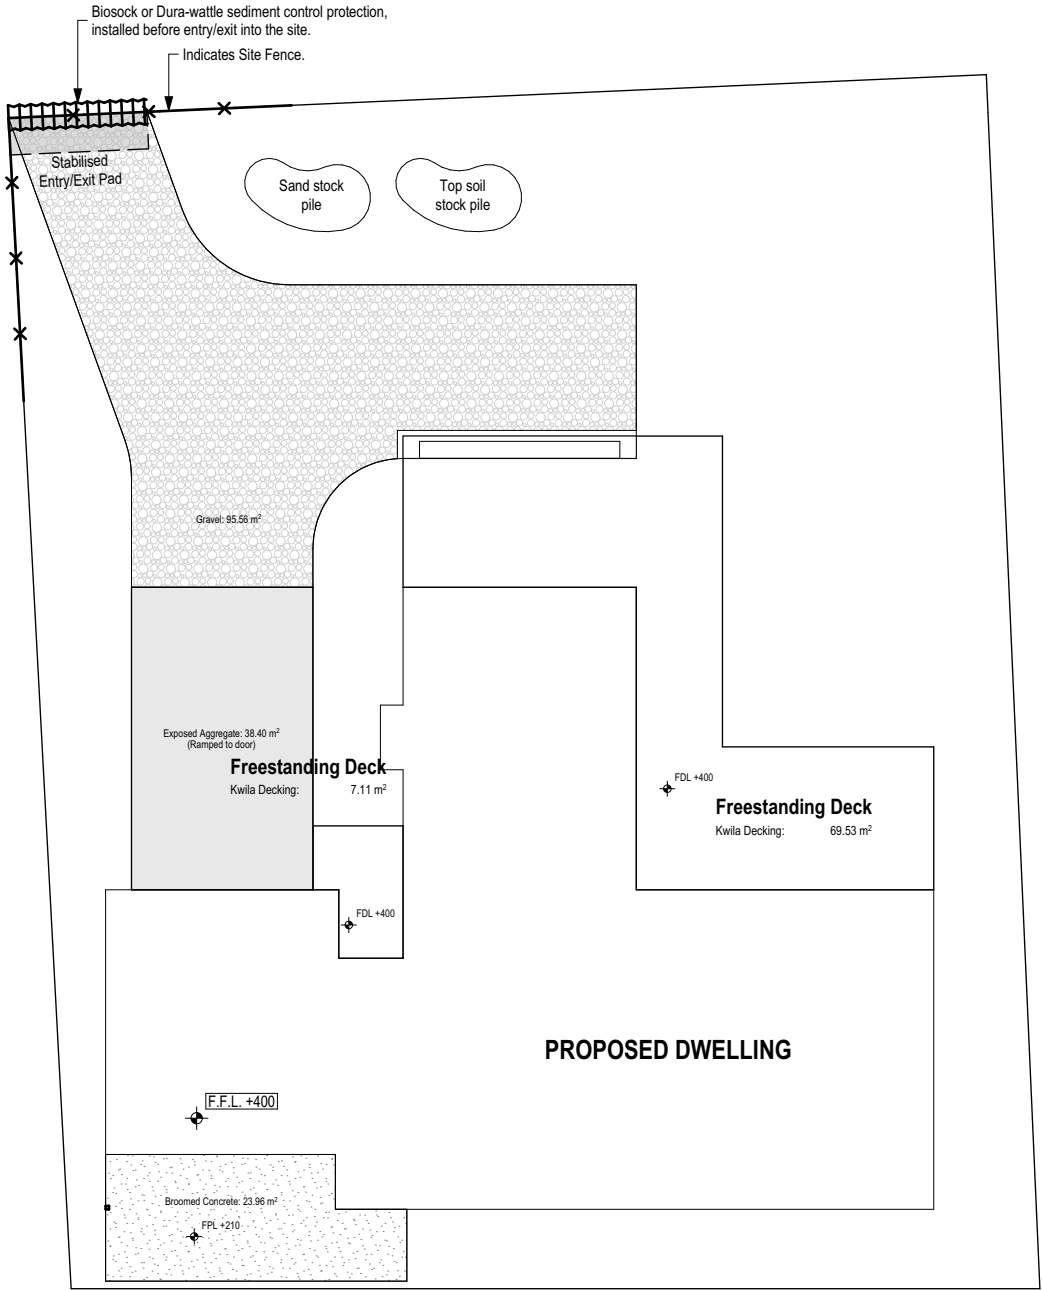 Biosock or Dura-wattle sediment control protection,
installed before entry/exit into the site.
Indicates Site Fence.
Stabilised
Entry/Exit Pad
Sand stock
pile
Top soil
stock pile
Gravel: 95.56 m²
Exposed Aggregate: 38.40 m²
(Ramped to door)
Freestanding Deck
Kwila Decking: 7.11 m²
FDL +400
Freestanding Deck
Kwila Decking: 69.53 m²
FDL +400
PROPOSED DWELLING
F.F.L. +400
Broomed Concrete: 23.96 m²
FPL +210